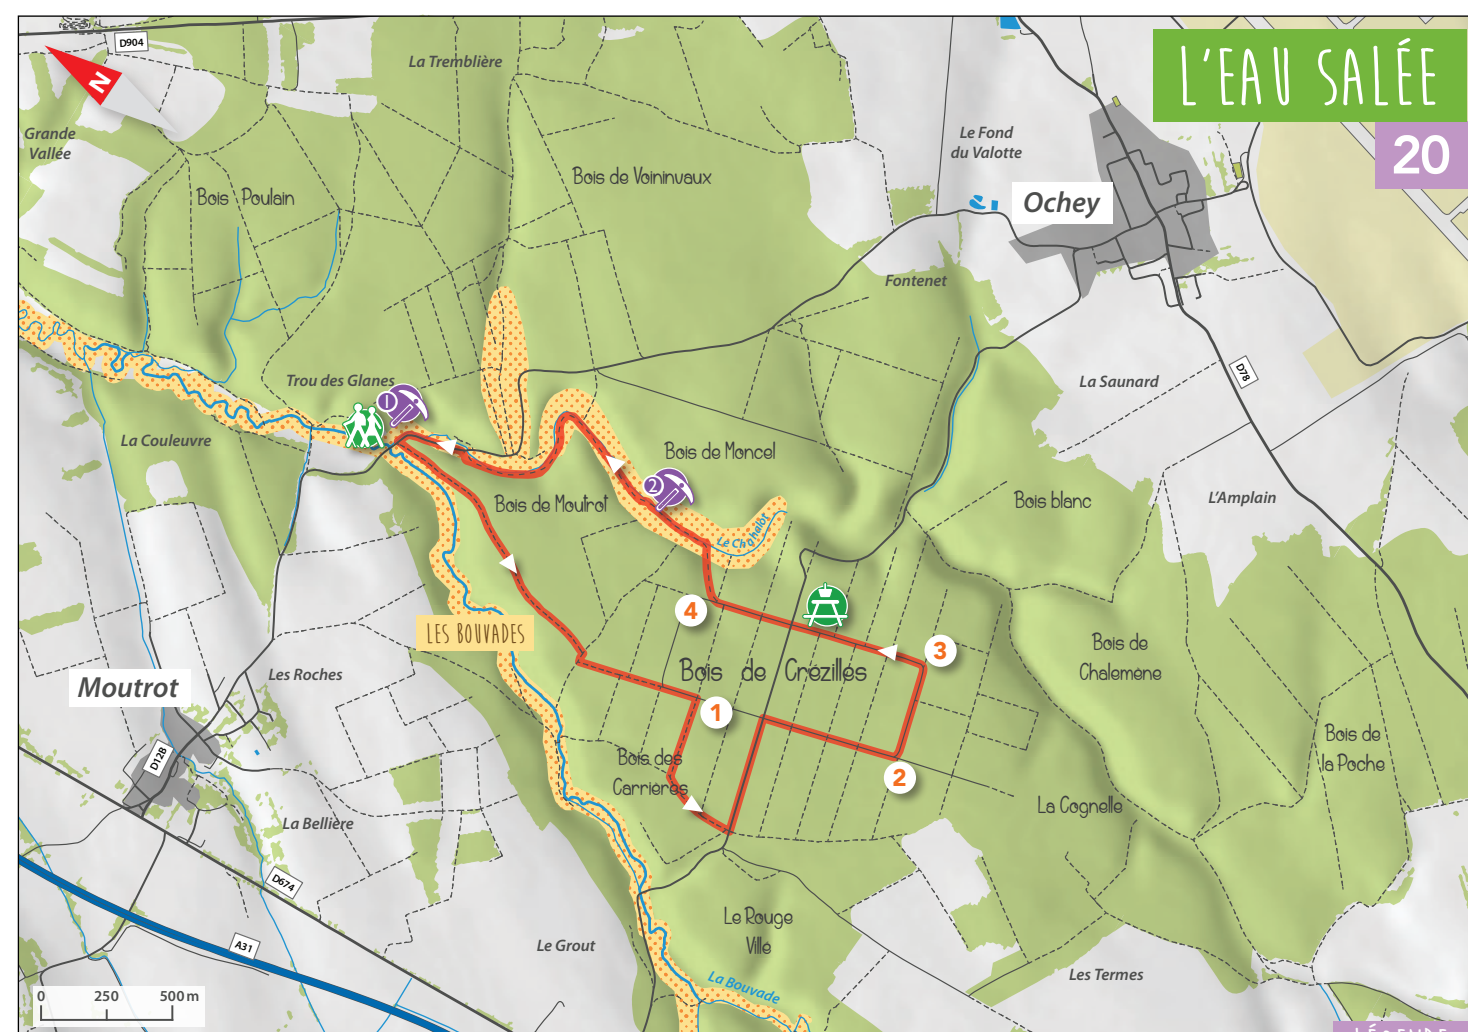 L'EAU SALÉE
20
D904
N
La Tremblière
Grande
Vallée
Bois Poulain
Bois de Voininvaux
Le Fond
du Valotte
Ochey
Fontenet
Trou des Glanes
1
La Couleuvre
La Saunard
D78
Bois de Moncel
2
Bois de Moutrot
Bois blanc
L'Amplain
Le Chahalot
4
LES BOUVADES
3
Bois de
Chalemène
Bois de Crézilles
Les Roches
Moutrot
1
Bois des
Carrières
2
Bois de
la Poche
D128
La Cognelle
La Bellière
D674
Le Rouge
Ville
A31
Le Grout
Les Termes
La Bouvade
0 250 500 m
LÉGENDE